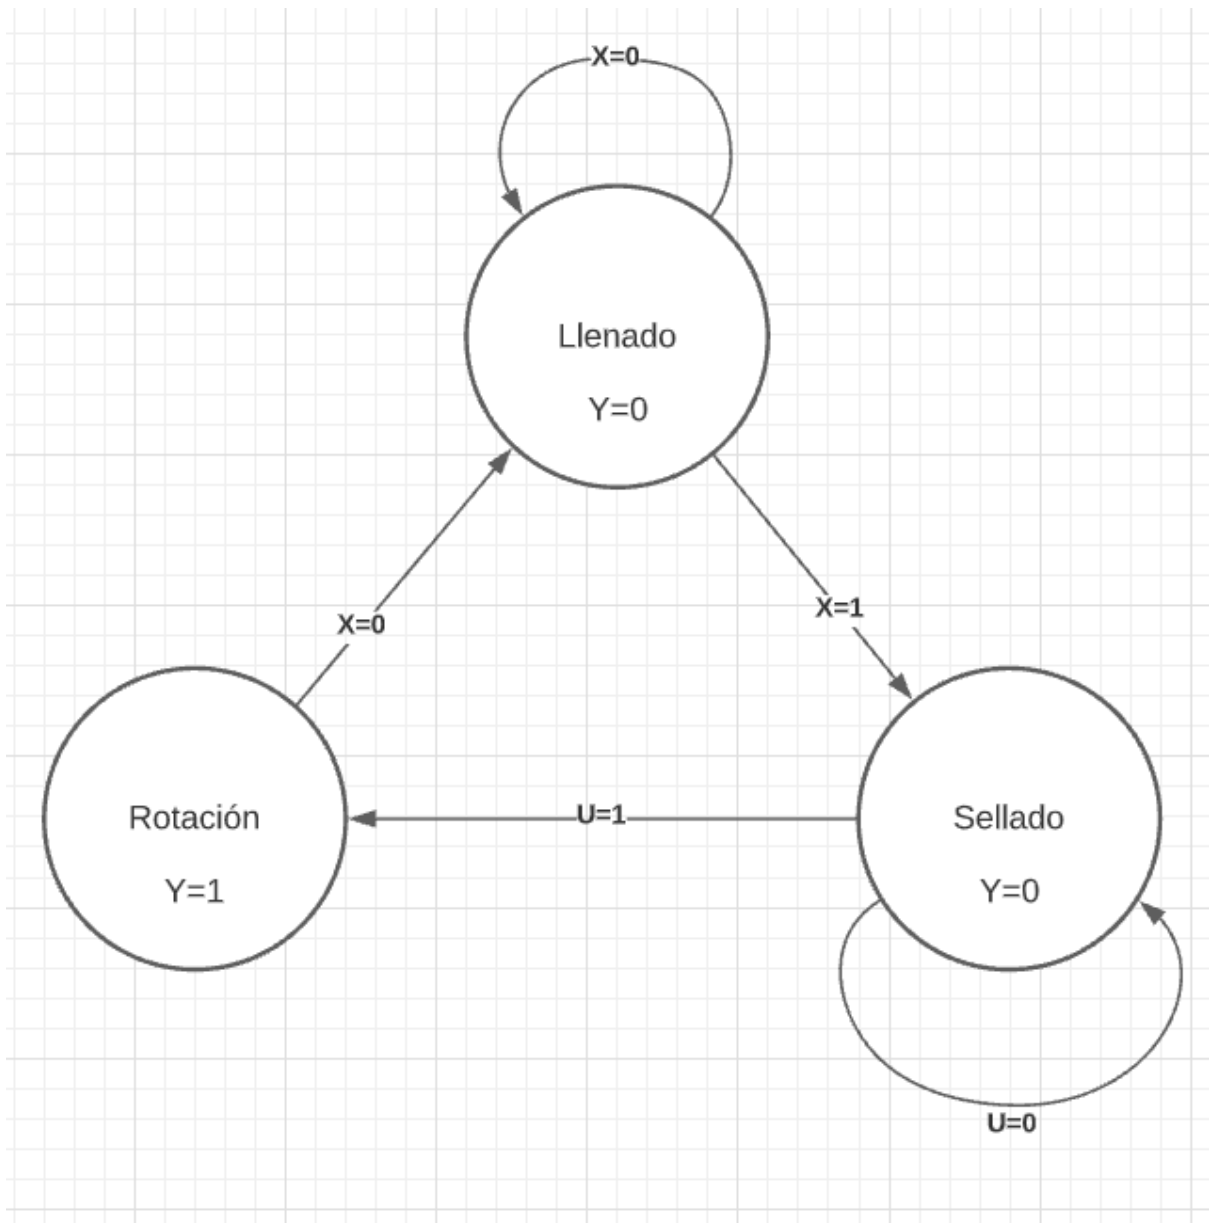 X=0
Llenado
Y=0
X=1
X=0
Rotación
Y=1
U=1
Sellado
Y=0
U=0